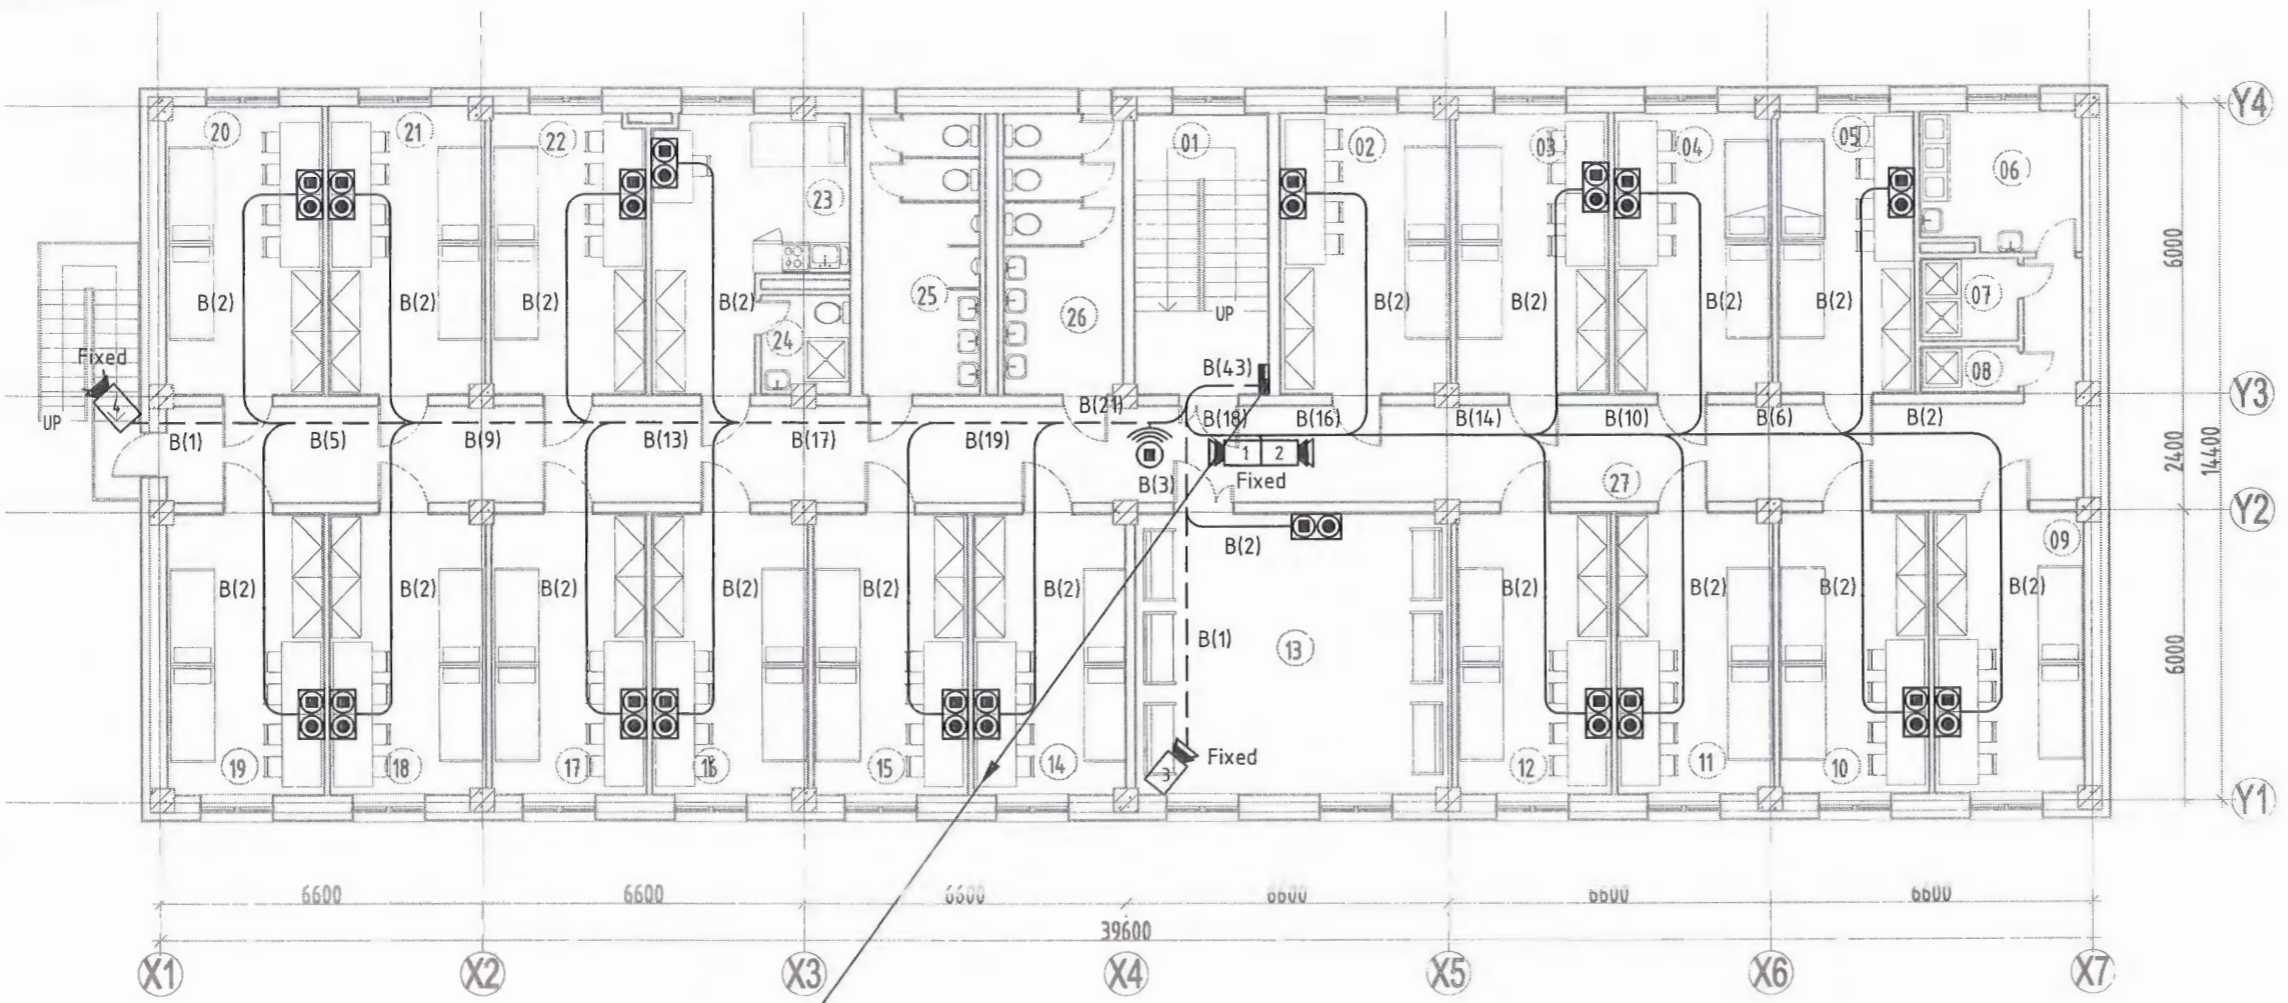 Y4
20
21
22
01
02
03
04
05
06
23
6000
B(2)
B(2)
B(2)
B(2)
25
26
UP
B(2)
B(2)
B(2)
B(2)
07
24
08
Fixed
4
UP
B(43)
Y3
B(21)
B(1)
B(5)
B(9)
B(13)
B(17)
B(19)
B(18)
B(16)
B(14)
B(10)
B(6)
B(2)
1
2
B(3)
Fixed
27
2400
14400
Y2
B(2)
09
B(2)
B(2)
B(2)
B(2)
B(2)
B(2)
B(1)
13
B(2)
B(2)
B(2)
B(2)
6000
19
18
17
16
15
14
3
Fixed
12
11
10
Y1
6600
6600
6600
6600
6600
6600
39600
X1
X2
X3
X4
X5
X6
X7